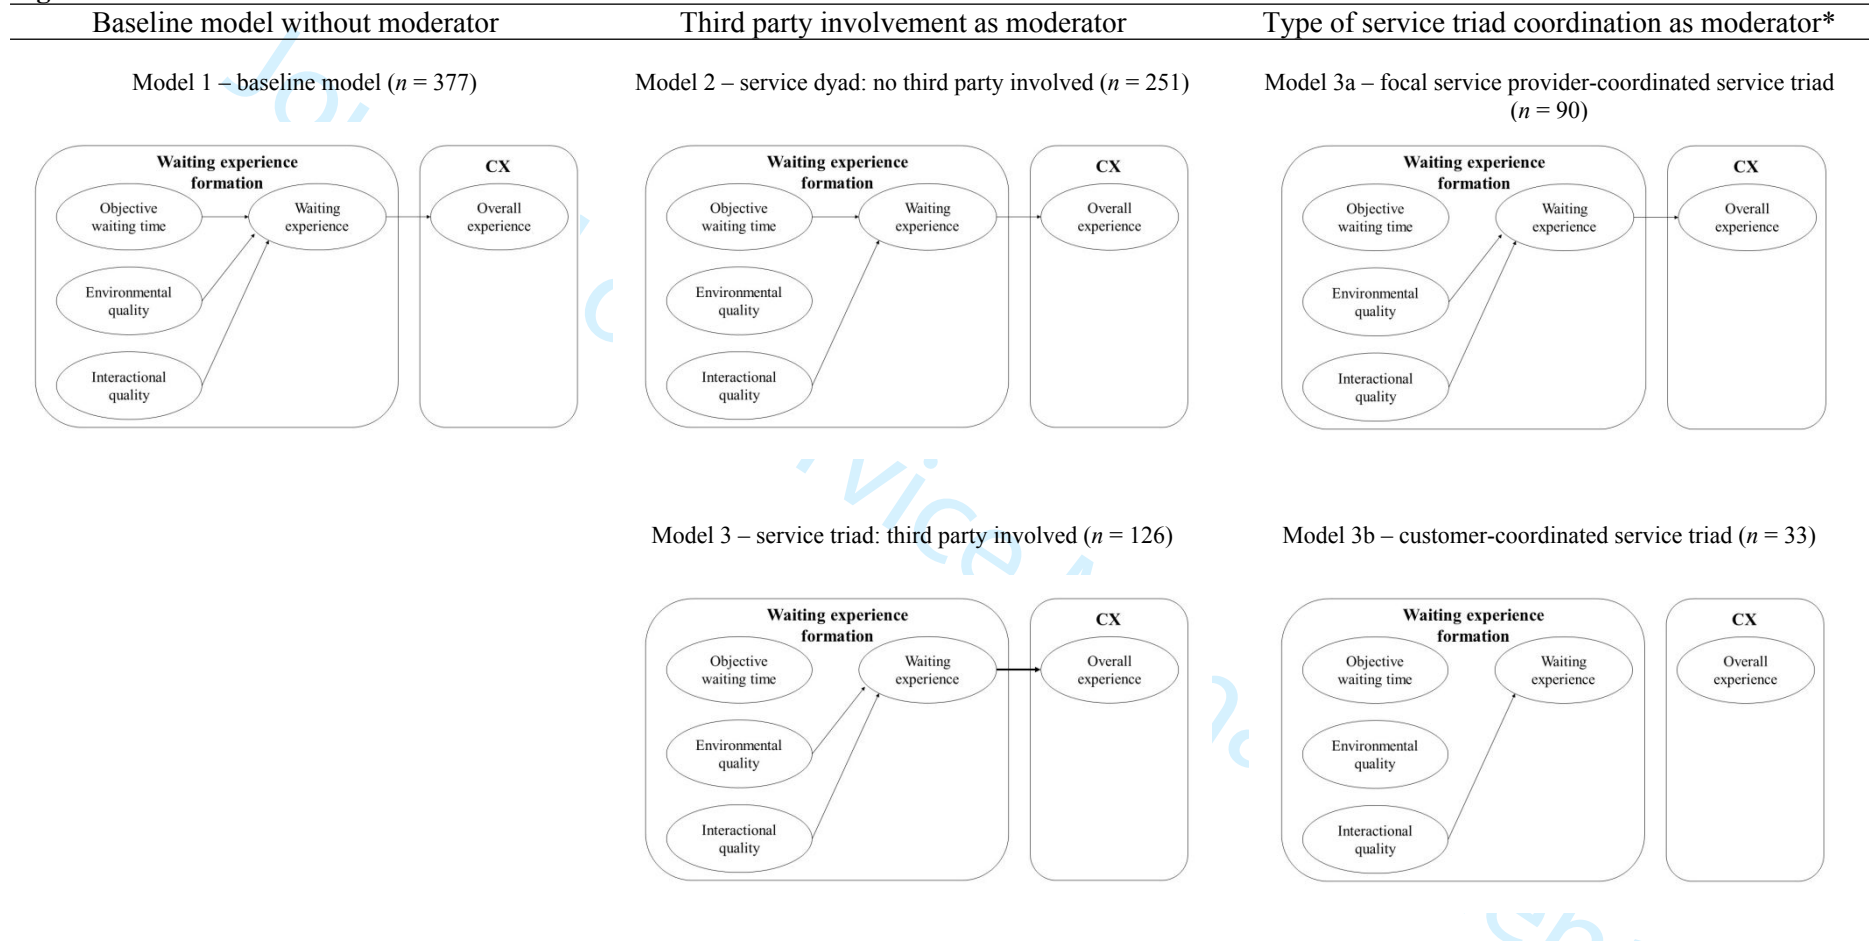 Baseline model without moderator
Third party involvement as moderator
Type of service triad coordination as moderator*
Model 1 – baseline model (n = 377)
Model 2 – service dyad: no third party involved (n = 251)
Model 3a – focal service provider-coordinated service triad
(n = 90)
Waiting experience
formation
CX
Objective
waiting time
Waiting
experience
Overall
experience
Environmental
quality
Interactional
quality
Waiting experience
formation
CX
Objective
waiting time
Waiting
experience
Overall
experience
Environmental
quality
Interactional
quality
Waiting experience
formation
CX
Objective
waiting time
Waiting
experience
Overall
experience
Environmental
quality
Interactional
quality
Model 3 – service triad: third party involved (n = 126)
Model 3b – customer-coordinated service triad (n = 33)
Waiting experience
formation
CX
Objective
waiting time
Waiting
experience
Overall
experience
Environmental
quality
Interactional
quality
Waiting experience
formation
CX
Objective
waiting time
Waiting
experience
Overall
experience
Environmental
quality
Interactional
quality